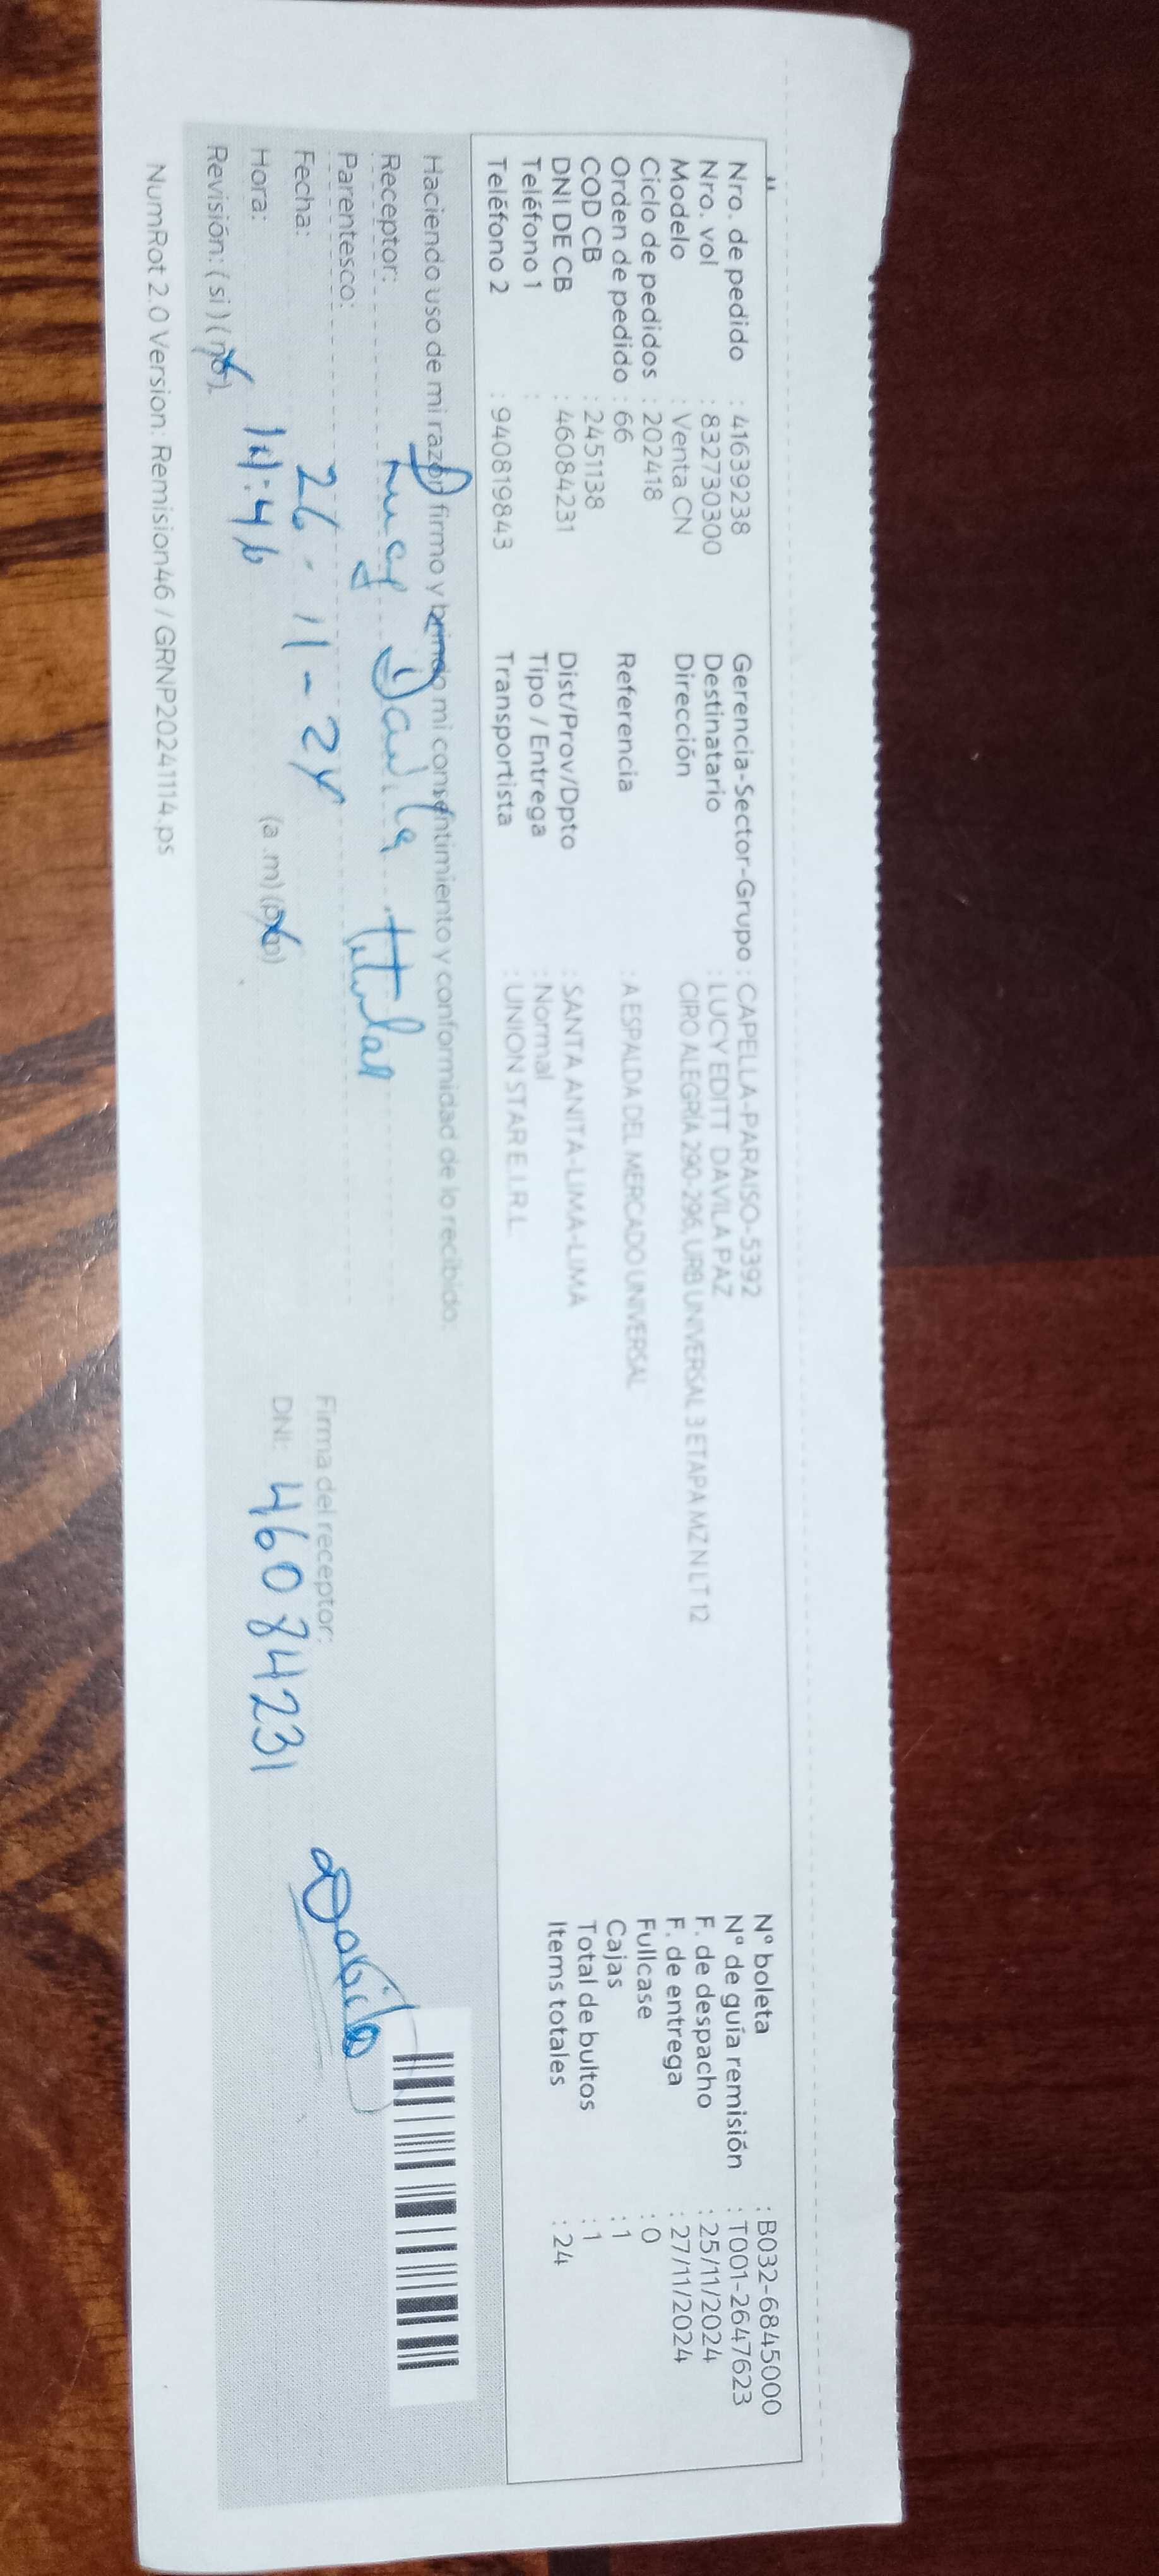 Nro. de pedido : 41639238 Gerencia-Sector-Grupo : CAPELLA-PARAISO-5392 N° boleta : B032-6845000
Nro. vol : 832730300 Destinatario : LUCY EDITT DAVILA PAZ N° de guía remisión : T001-2647623
Modelo : Venta CN Dirección CIRO ALEGRÍA 290-296, URB UNIVERSAL 3 ETAPA MZ N LT 12 F. de despacho : 25/11/2024
Ciclo de pedidos : 202418 F. de entrega : 27/11/2024
Orden de pedido : 66 Referencia : A ESPALDA DEL MERCADO UNIVERSAL Fullcase : 0
COD CB : 2451138 Cajas : 1
DNI DE CB : 46084231 Dist/Prov/Dpto : SANTA ANITA-LIMA-LIMA Total de bultos : 1
Teléfono 1 : Tipo / Entrega : Normal Items totales : 24
Teléfono 2 : 940819843 Transportista : UNION STAR E.I.R.L.
Haciendo uso de mi razón firmo y brindo mi consentimiento y conformidad de lo recibido.
Receptor: Lucy Davila
Parentesco: titular
Fecha: 26-11-24 Firma del receptor: Davila
Hora: 14:46 (a .m) (p.m) DNI: 46084231
Revisión: (si) (no)
NumRot 2.0 Version: Remision46 / GRNP20241114.ps